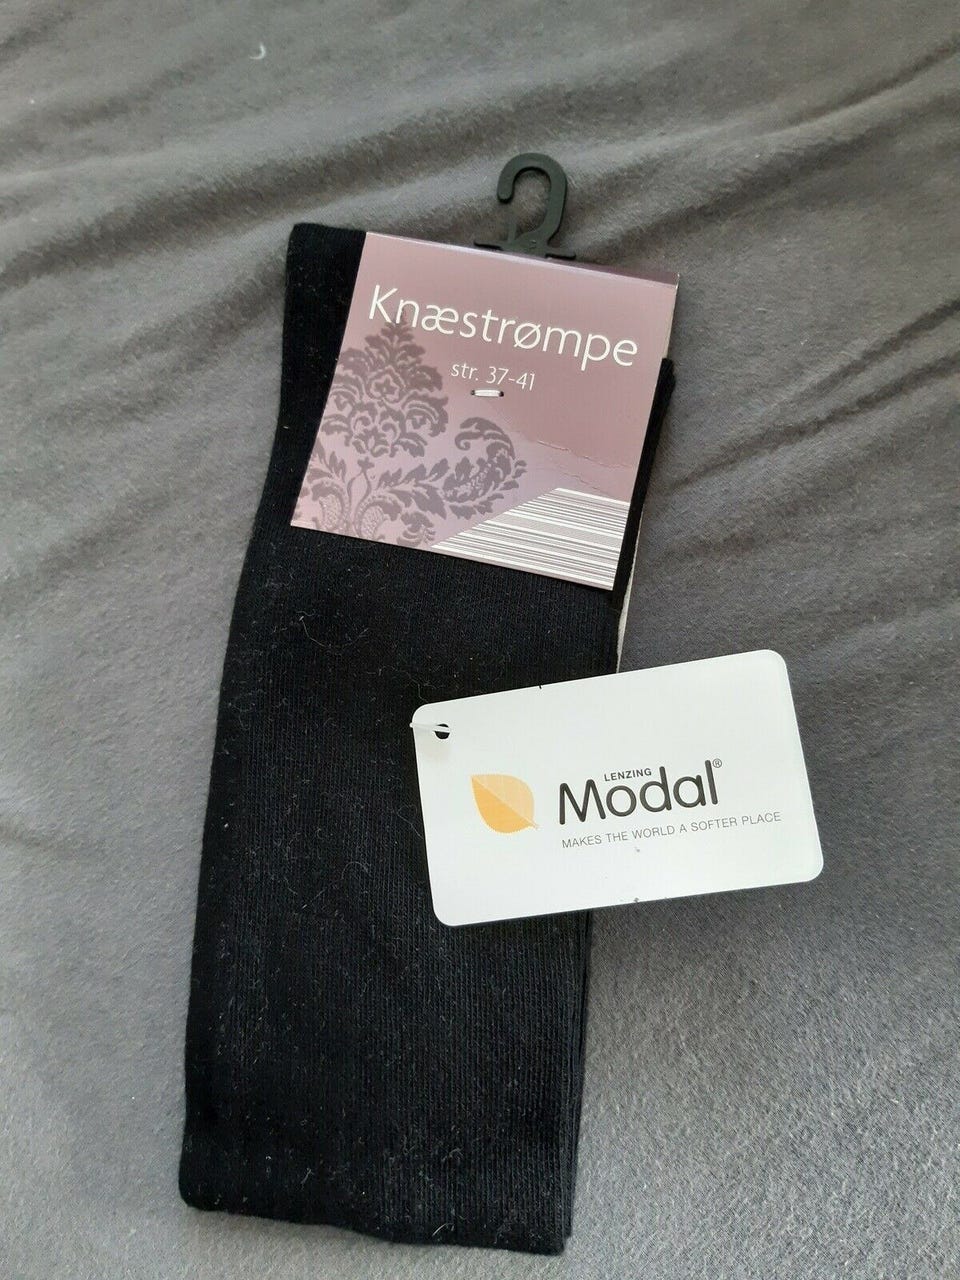 Knæstrømpe
str. 37-41
LENZING
Modal®
MAKES THE WORLD A SOFTER PLACE